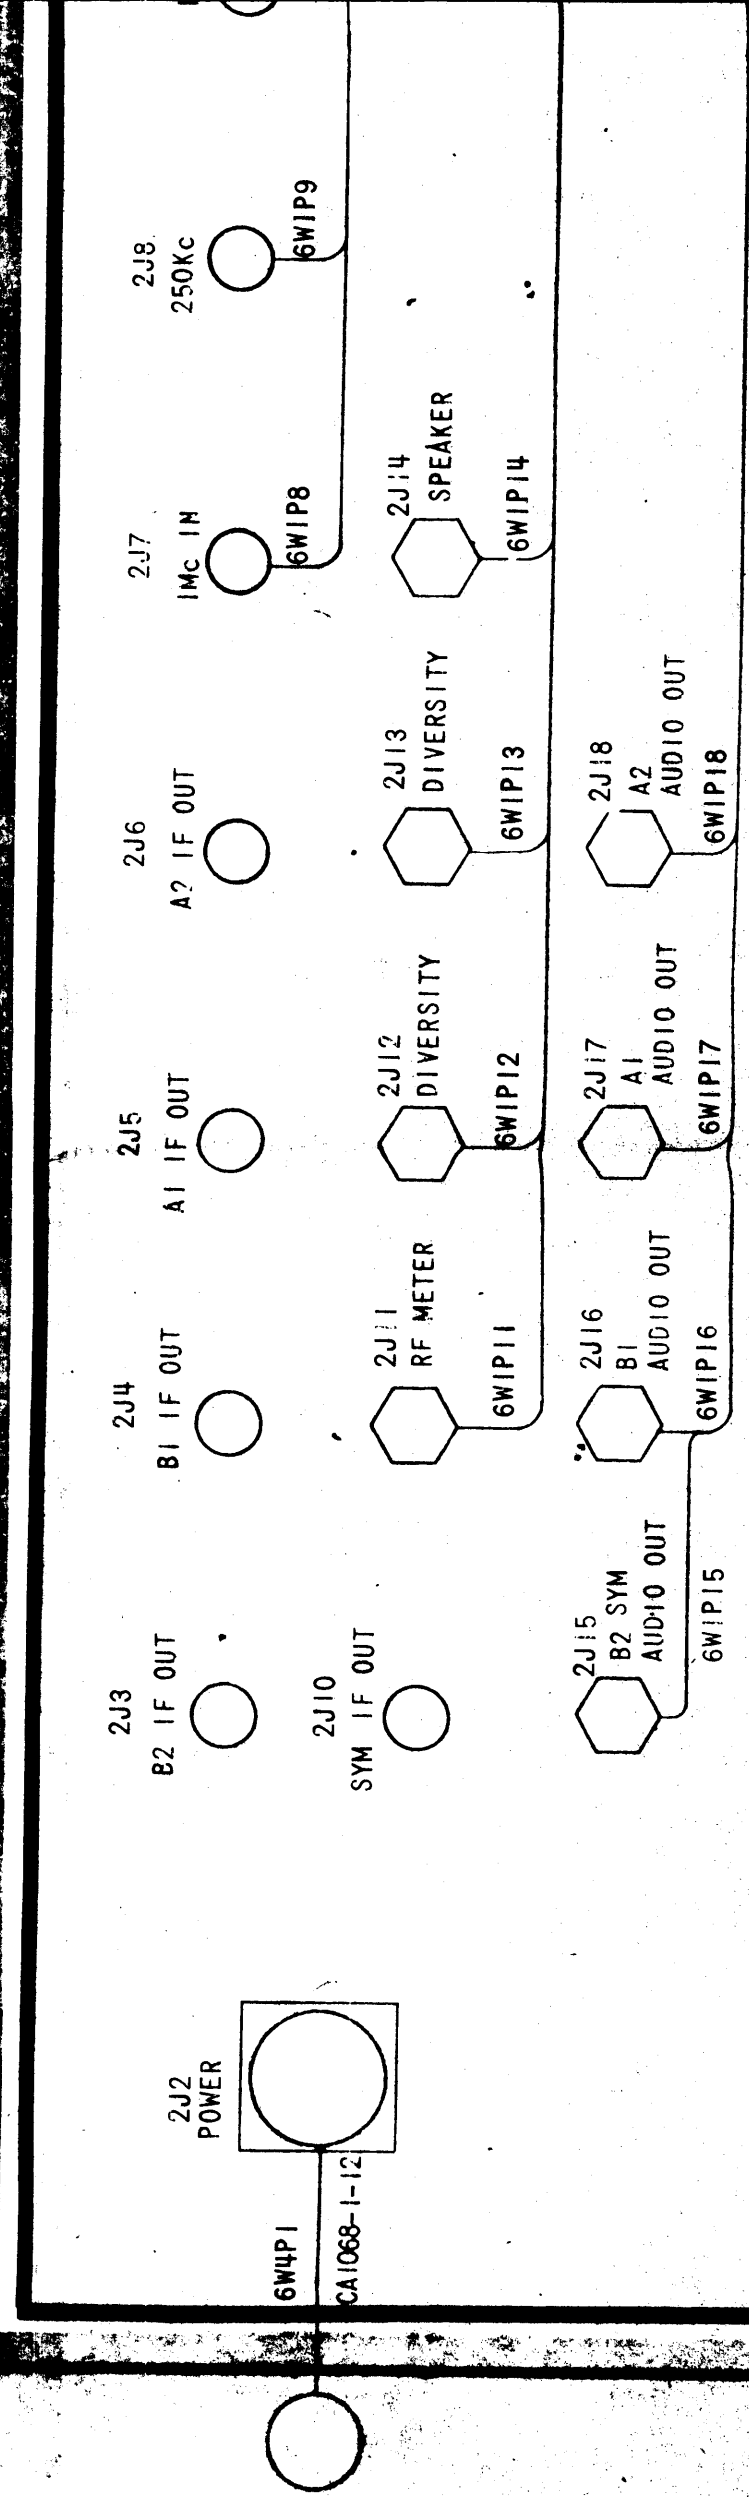 2J2
POWER
6W4P1
CA1068-1-12
2J3
B2 IF OUT
2J4
B1 IF OUT
2J5
A1 IF OUT
2J6
A2 IF OUT
2J7
1Mc IN
6W1P8
2J8
250Kc
6W1P9
2J10
SYM IF OUT
2J11
RF METER
6W1P11
2J12
DIVERSITY
6W1P12
2J13
DIVERSITY
6W1P13
2J14
SPEAKER
6W1P14
2J15
B2 SYM
AUDIO OUT
6W1P15
2J16
B1
AUDIO OUT
6W1P16
2J17
A1
AUDIO OUT
6W1P17
2J18
A2
AUDIO OUT
6W1P18